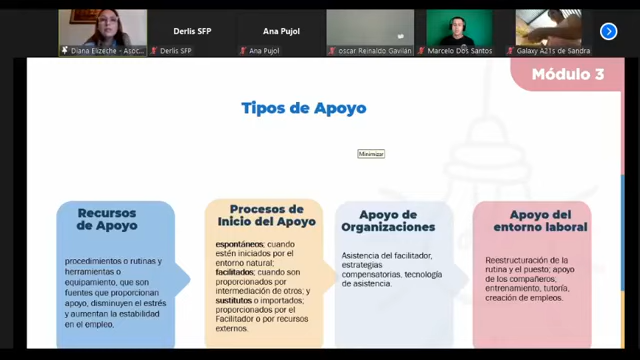 Derlis SFP
Ana Pujol
Diana Elizeche - Asoc...
Derlis SFP
Ana Pujol
oscar Reinaldo Gavilán
Marcelo Dos Santos
Galaxy A21s de Sandra
Módulo 3
Tipos de Apoyo
Minimizar
Recursos
de Apoyo
procedimientos o rutinas y
herramientas o
equipamiento, que son
fuentes que proporcionan
apoyo, disminuyen el estrés
y aumentan la estabilidad
en el empleo.
Procesos de
Inicio del Apoyo
espontáneos; cuando
estén iniciados por el
entorno natural;
facilitados; cuando son
proporcionados por
intermediación de otros; y
sustitutos o importados;
proporcionados por el
Facilitador o por recursos
externos.
Apoyo de
Organizaciones
Asistencia del facilitador,
estrategias
compensatorias, tecnología
de asistencia.
Apoyo del
entorno laboral
Reestructuración de la
rutina y el puesto; apoyo
de los compañeros;
entrenamiento, tutoría,
creación de empleos.